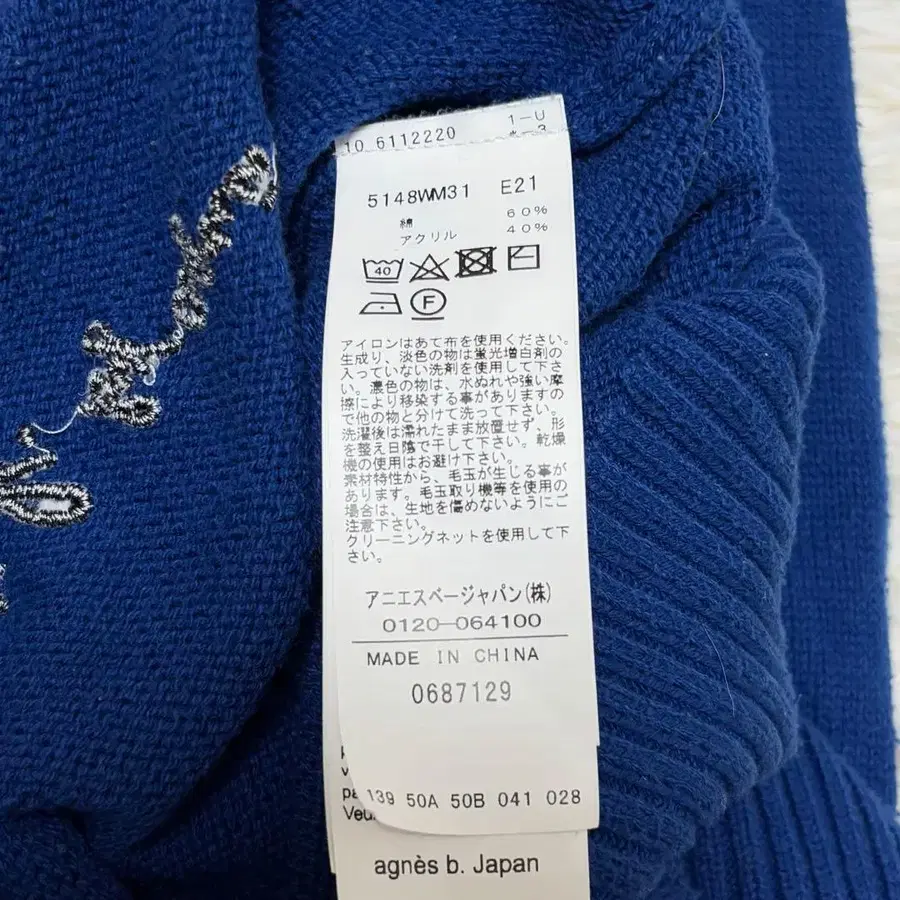 10 6112220 1-U
5148WM31 E21
綿 60%
アクリル 40%
40
F
アイロンはあて布を使用ください。
生成り、淡色の物は蛍光増白剤の
入っていない洗剤を使用して下さ
い。濃色の物は、水ぬれや強い摩
擦により移染する事がありますの
で他の物と分けて洗って下さい。
洗濯後は濡れたまま放置せず、形
を整え日陰で干して下さい。乾燥
機の使用はお避け下さい。
素材特性から、毛玉が生じる事が
あります。毛玉取り機等を使用の
場合は、生地を傷めないようにご
注意下さい。
クリーニングネットを使用して下さ
い。
アニエスベージャパン(株)
0120-064100
MADE IN CHINA
0687129
139 50A 50B 041 028
agnès b. Japan